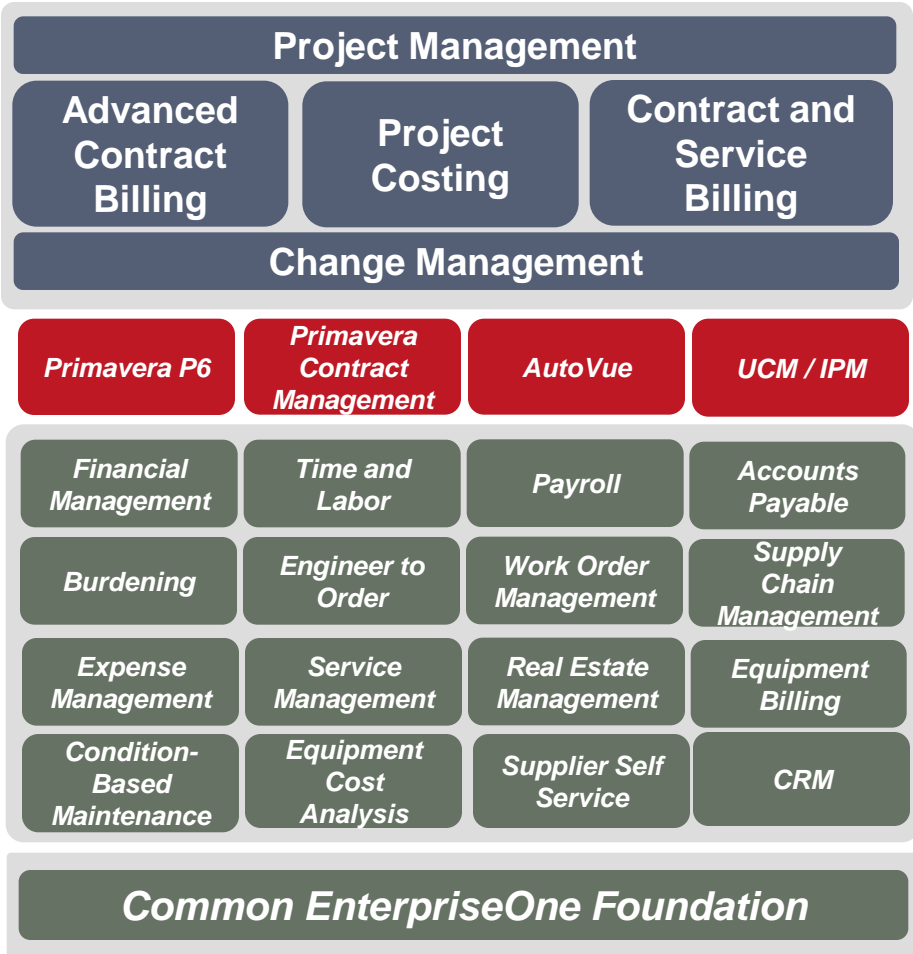 Project Management
Advanced
Contract
Billing
Project
Costing
Contract and
Service
Billing
Change Management
Primavera P6
Primavera
Contract
Management
AutoVue
UCM / IPM
Financial
Management
Time and
Labor
Payroll
Accounts
Payable
Burdening
Engineer to
Order
Work Order
Management
Supply
Chain
Management
Expense
Management
Service
Management
Real Estate
Management
Equipment
Billing
Condition-
Based
Maintenance
Equipment
Cost
Analysis
Supplier Self
Service
CRM
Common EnterpriseOne Foundation